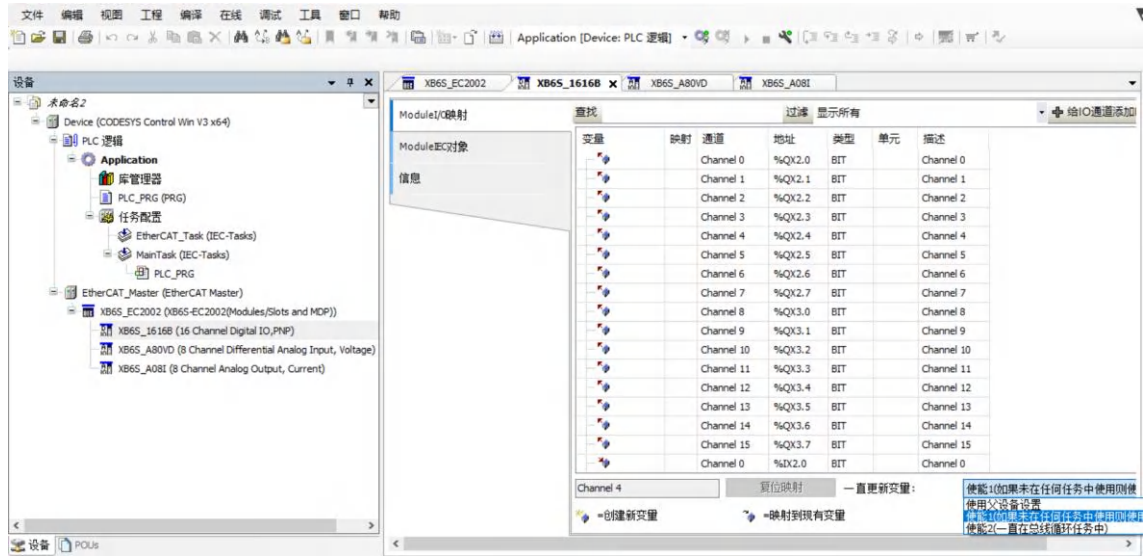 文件 编辑 视图 工程 编译 在线 调试 工具 窗口 帮助
Application [Device: PLC 逻辑]
设备
未命名2
Device (CODESYS Control Win V3 x64)
PLC 逻辑
Application
库管理器
PLC_PRG (PRG)
任务配置
EtherCAT_Task (IEC-Tasks)
MainTask (IEC-Tasks)
PLC_PRG
EtherCAT_Master (EtherCAT Master)
XB6S_EC2002 (XB6S-EC2002(Modules/Slots and MDP))
XB6S_1616B (16 Channel Digital IO,PNP)
XB6S_A80VD (8 Channel Differential Analog Input, Voltage)
XB6S_A08I (8 Channel Analog Output, Current)
设备 POUs
XB6S_EC2002 XB6S_1616B XB6S_A80VD XB6S_A08I
ModuleI/O映射
ModuleIEC对象
信息
查找 过滤 显示所有 给IO通道添加
变量 映射 通道 地址 类型 单元 描述
Channel 0 %QX2.0 BIT Channel 0
Channel 1 %QX2.1 BIT Channel 1
Channel 2 %QX2.2 BIT Channel 2
Channel 3 %QX2.3 BIT Channel 3
Channel 4 %QX2.4 BIT Channel 4
Channel 5 %QX2.5 BIT Channel 5
Channel 6 %QX2.6 BIT Channel 6
Channel 7 %QX2.7 BIT Channel 7
Channel 8 %QX3.0 BIT Channel 8
Channel 9 %QX3.1 BIT Channel 9
Channel 10 %QX3.2 BIT Channel 10
Channel 11 %QX3.3 BIT Channel 11
Channel 12 %QX3.4 BIT Channel 12
Channel 13 %QX3.5 BIT Channel 13
Channel 14 %QX3.6 BIT Channel 14
Channel 15 %QX3.7 BIT Channel 15
Channel 0 %IX2.0 BIT Channel 0
Channel 4 复位映射 一直更新变量: 使能1(如果未在任何任务中使用则使
使用父设备设置
使能1(如果未在任何任务中使用则使用
使能2(一直在总线循环任务中)
=创建新变量 =映射到现有变量